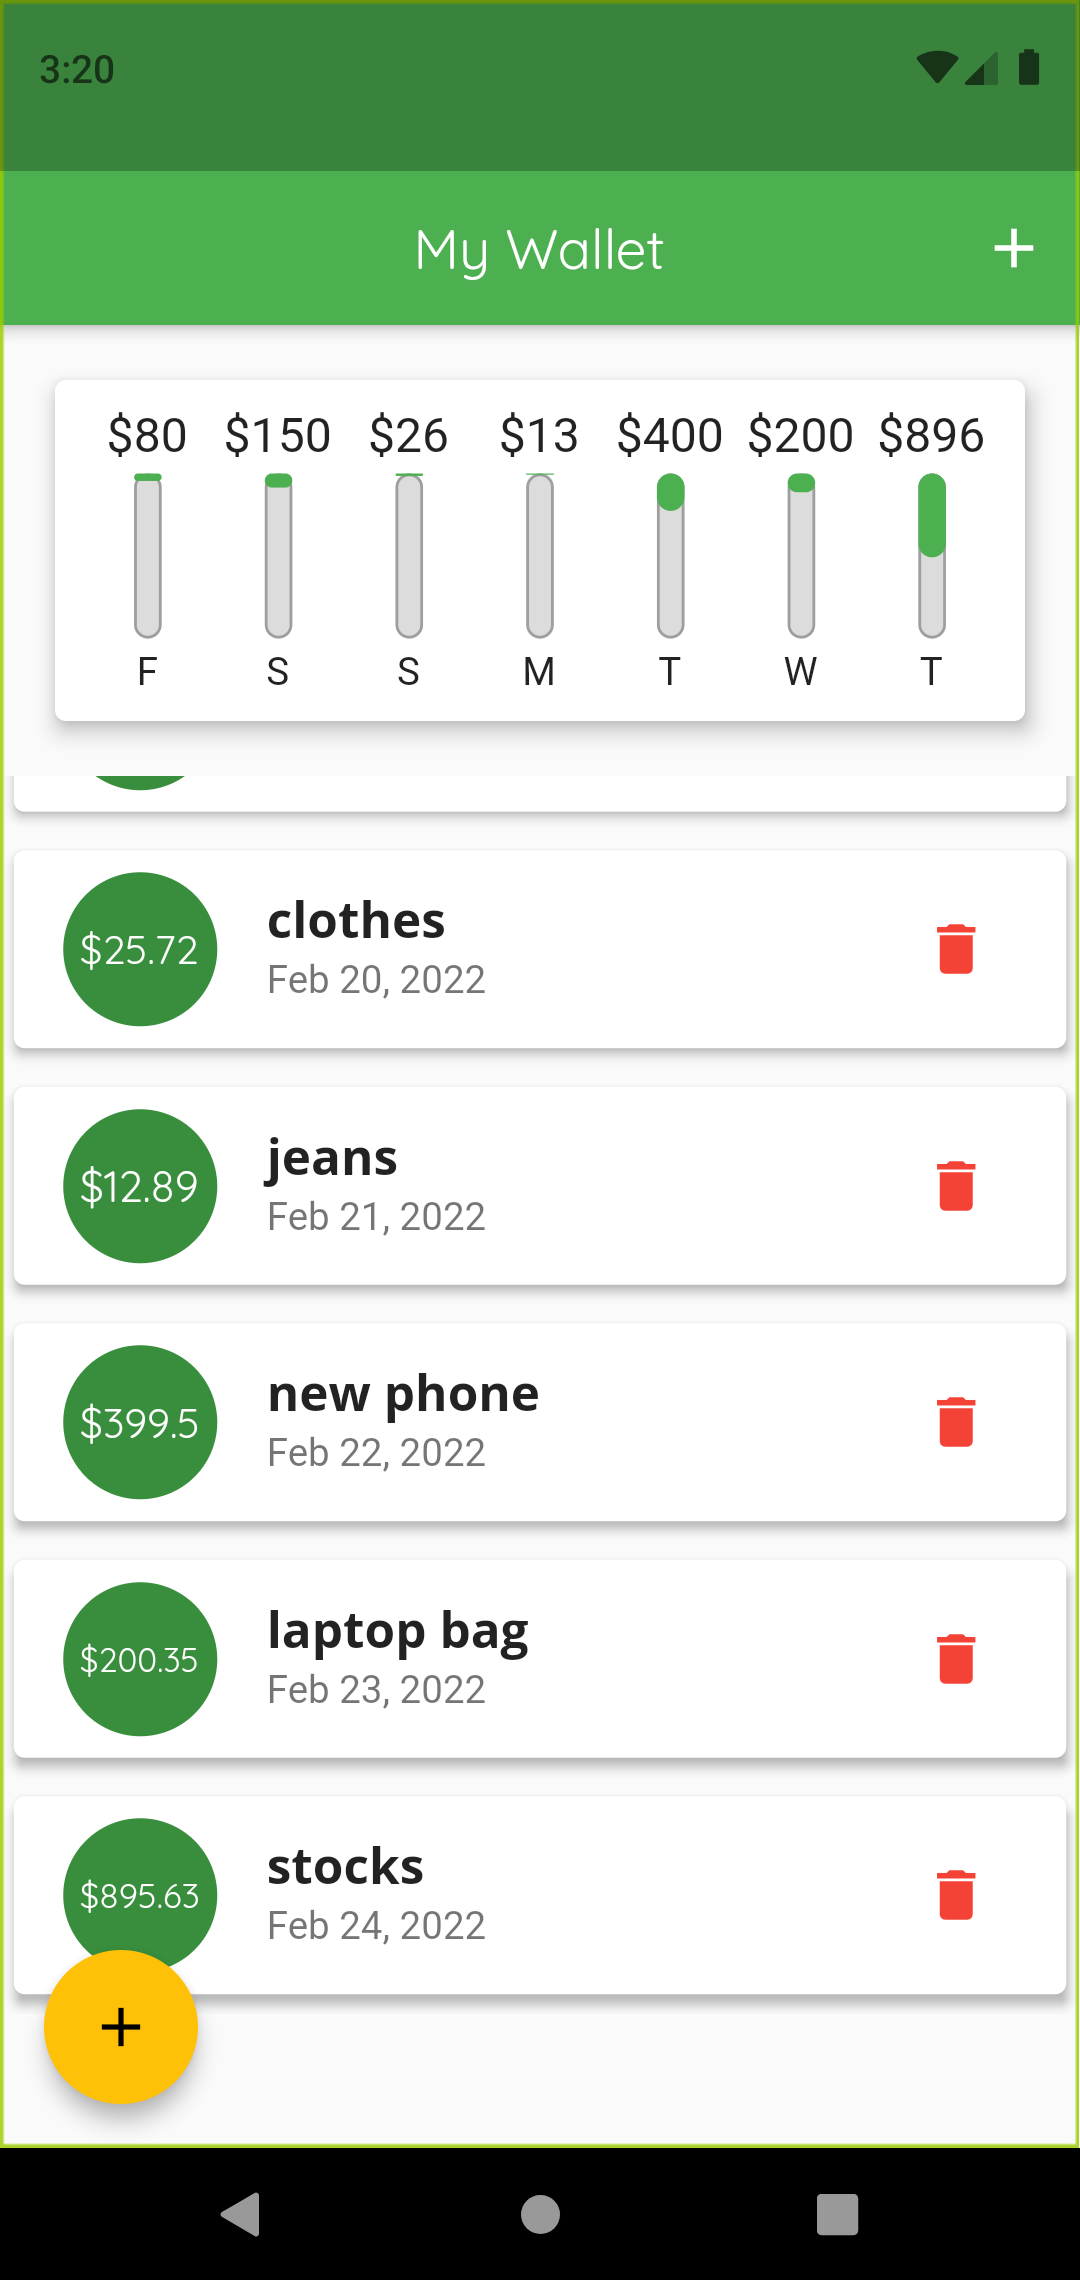 3:20
My Wallet
$80 $150 $26 $13 $400 $200 $896
F S S M T W T
$25.72
clothes
Feb 20, 2022
$12.89
jeans
Feb 21, 2022
$399.5
new phone
Feb 22, 2022
$200.35
laptop bag
Feb 23, 2022
$895.63
stocks
Feb 24, 2022